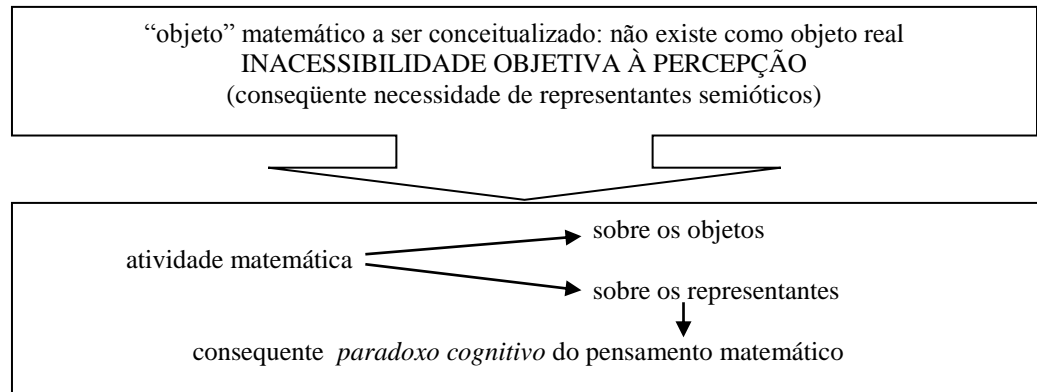 “objeto” matemático a ser conceitualizado: não existe como objeto real
INACESSIBILIDADE OBJETIVA À PERCEPÇÃO
(conseqüente necessidade de representantes semióticos)
sobre os objetos
atividade matemática
sobre os representantes
consequente paradoxo cognitivo do pensamento matemático